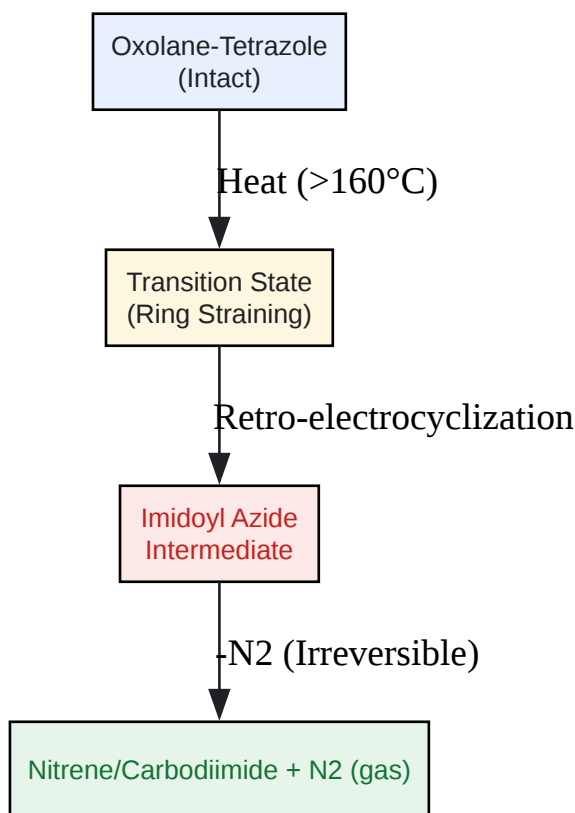 Oxolane-Tetrazole
(Intact)
Heat (>160°C)
Transition State
(Ring Straining)
Retro-electrocyclization
Imidoyl Azide
Intermediate
-N2 (Irreversible)
Nitrene/Carbodiimide + N2 (gas)